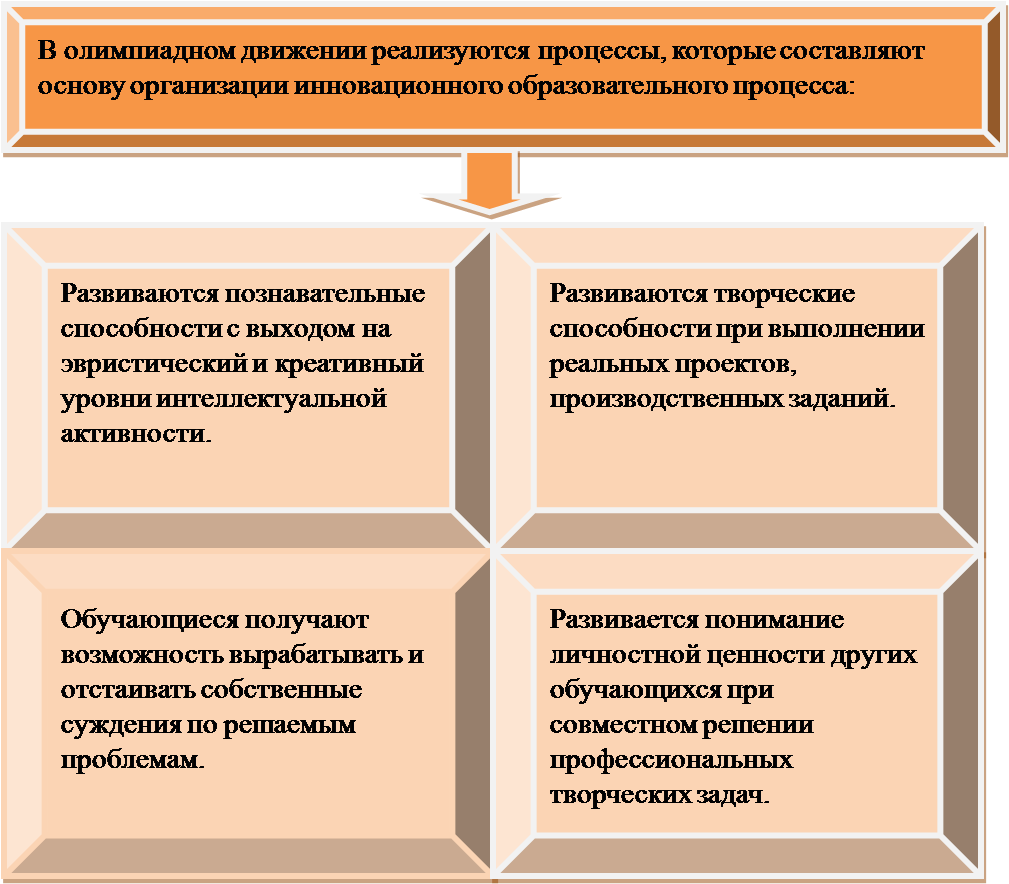 В олимпиадном движении реализуются процессы, которые составляют
основу организации инновационного образовательного процесса:
Развиваются познавательные
способности с выходом на
эвристический и креативный
уровни интеллектуальной
активности.
Развиваются творческие
способности при выполнении
реальных проектов,
производственных заданий.
Обучающиеся получают
возможность вырабатывать и
отстаивать собственные
суждения по решаемым
проблемам.
Развивается понимание
личностной ценности других
обучающихся при
совместном решении
профессиональных
творческих задач.